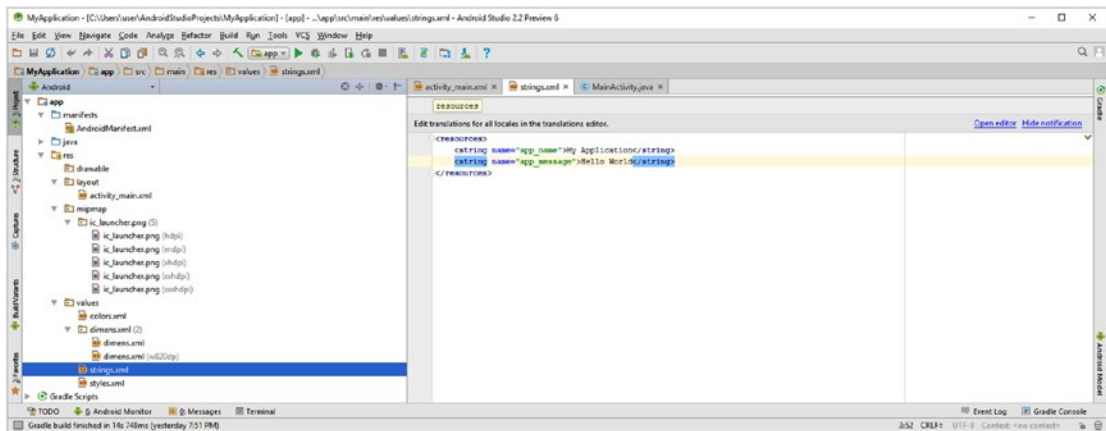 MyApplication - [C:\Users\user\AndroidStudioProjects\MyApplication] - [app] - ...\app\src\main\res\values\strings.xml - Android Studio 2.2 Preview 6
File Edit View Navigate Code Analyze Refactor Build Run Tools VCS Window Help
app
MyApplication app src main res values strings.xml
Android
activity_main.xml strings.xml MainActivity.java
1: Project
2: Structure
Captures
Build Variants
2: Favorites
app
manifests
AndroidManifest.xml
java
res
drawable
layout
activity_main.xml
mipmap
ic_launcher.png (5)
ic_launcher.png (hdpi)
ic_launcher.png (mdpi)
ic_launcher.png (xhdpi)
ic_launcher.png (xxhdpi)
ic_launcher.png (xxxhdpi)
values
colors.xml
dimens.xml (2)
dimens.xml
dimens.xml (w820dp)
strings.xml
styles.xml
Gradle Scripts
resources
Edit translations for all locales in the translations editor. Open editor Hide notification
<resources>
<string name="app_name">My Application</string>
<string name="app_message">Hello World</string>
</resources>
Gradle
Android Model
TODO 6: Android Monitor 0: Messages Terminal Event Log Gradle Console
Gradle build finished in 14s 748ms (yesterday 7:51 PM) 3:52 CRLF÷ UTF-8 Context: <no context>